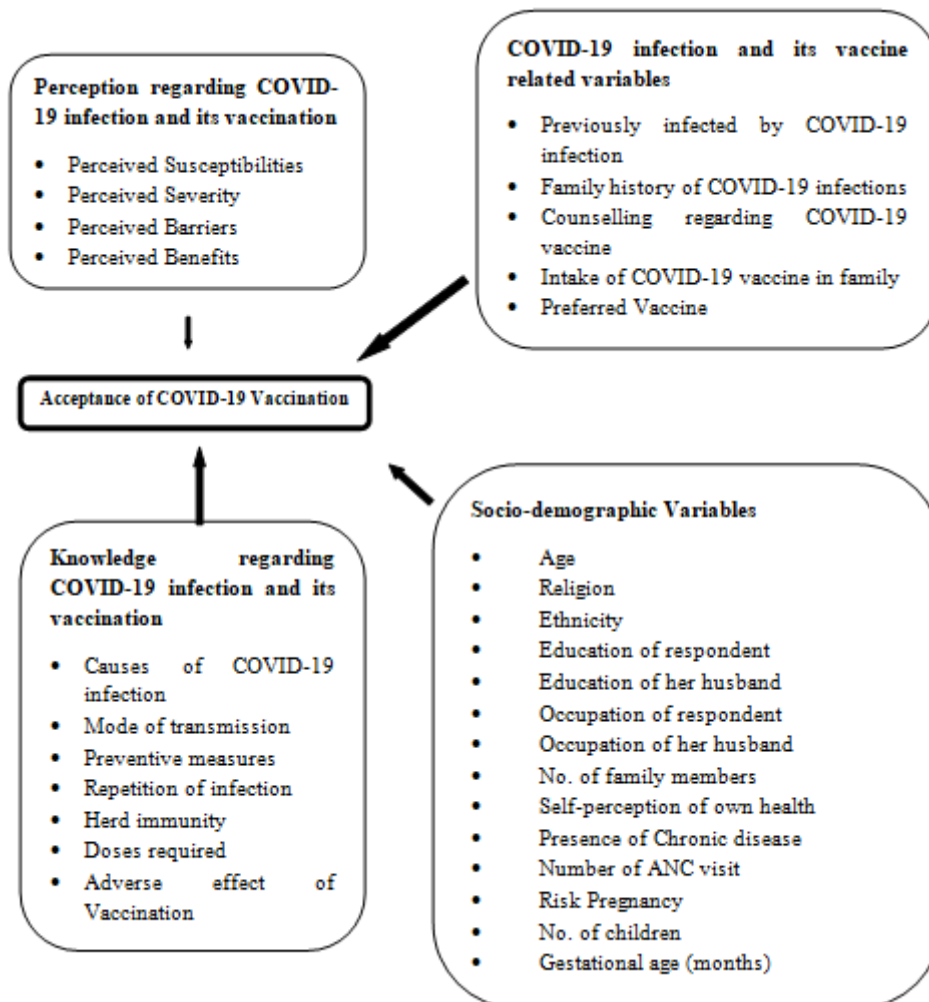 Perception regarding COVID-
19 infection and its vaccination
• Perceived Susceptibilities
• Perceived Severity
• Perceived Barriers
• Perceived Benefits
COVID-19 infection and its vaccine
related variables
• Previously infected by COVID-19
infection
• Family history of COVID-19 infections
• Counselling regarding COVID-19
vaccine
• Intake of COVID-19 vaccine in family
• Preferred Vaccine
Acceptance of COVID-19 Vaccination
Knowledge regarding
COVID-19 infection and its
vaccination
• Causes of COVID-19
infection
• Mode of transmission
• Preventive measures
• Repetition of infection
• Herd immunity
• Doses required
• Adverse effect of
Vaccination
Socio-demographic Variables
• Age
• Religion
• Ethnicity
• Education of respondent
• Education of her husband
• Occupation of respondent
• Occupation of her husband
• No. of family members
• Self-perception of own health
• Presence of Chronic disease
• Number of ANC visit
• Risk Pregnancy
• No. of children
• Gestational age (months)